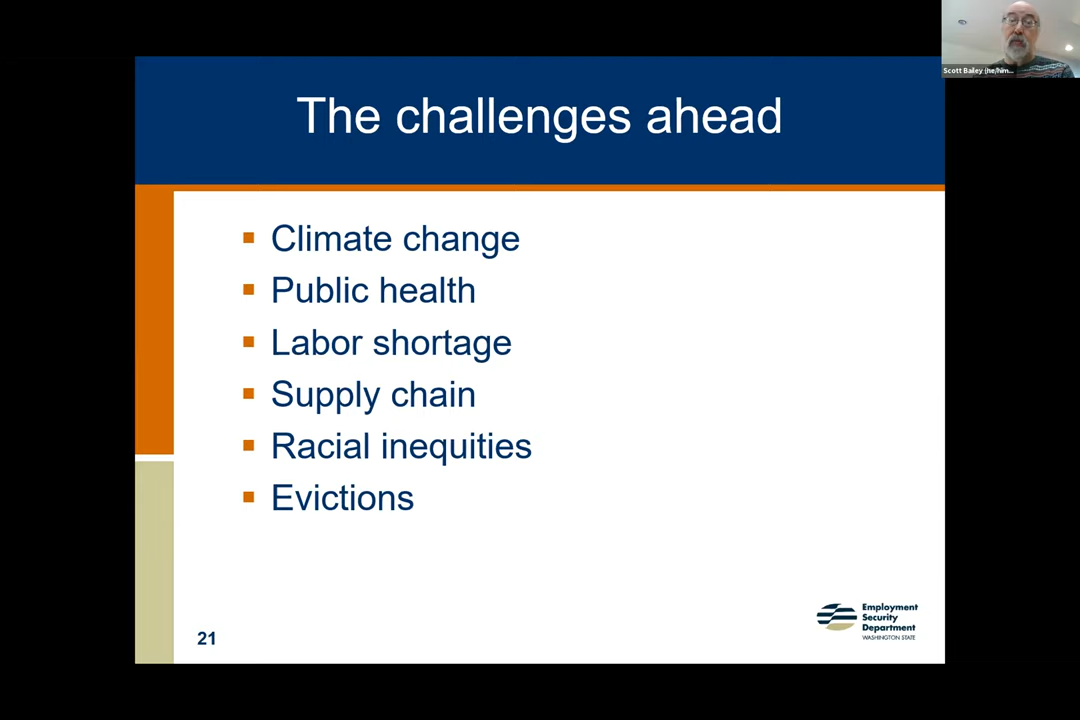 Scott Bailey (he/him...
The challenges ahead
Climate change
Public health
Labor shortage
Supply chain
Racial inequities
Evictions
21
Employment
Security
Department
WASHINGTON STATE